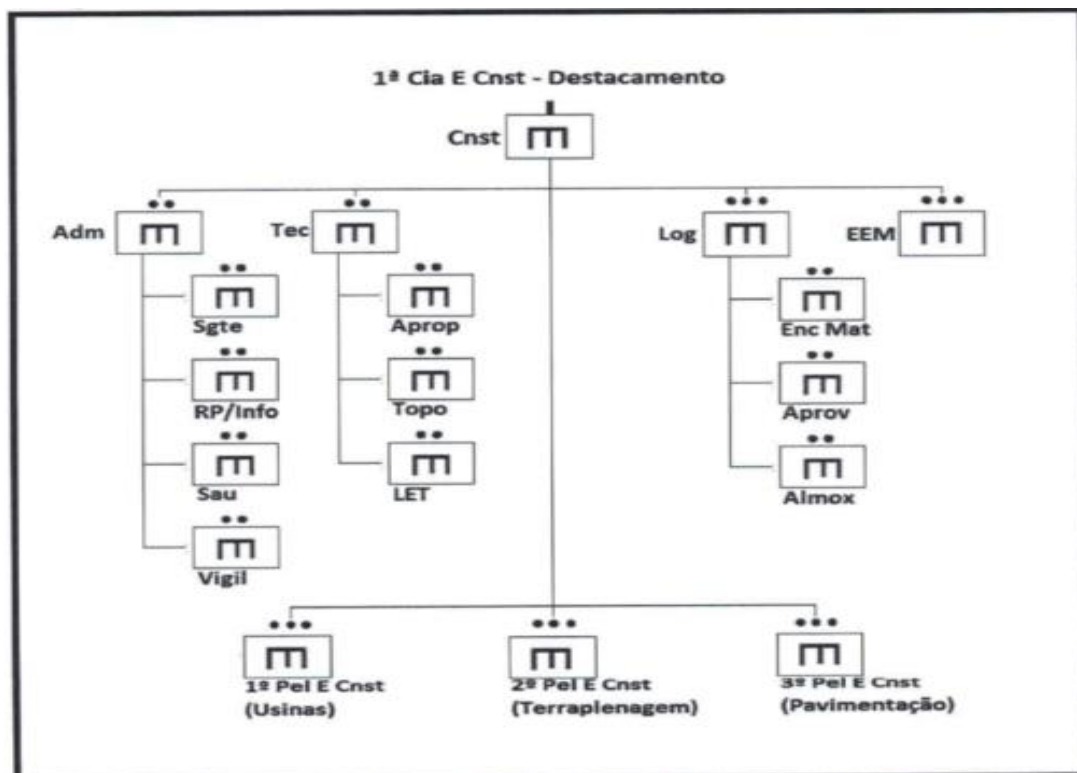 1ª Cia E Cnst - Destacamento
Cnst
Adm
Tec
Log
EEM
Sgte
Aprop
Enc Mat
RP/Info
Topo
Aprov
Sau
LET
Almox
Vigil
1º Pel E Cnst
(Usinas)
2º Pel E Cnst
(Terraplenagem)
3º Pel E Cnst
(Pavimentação)